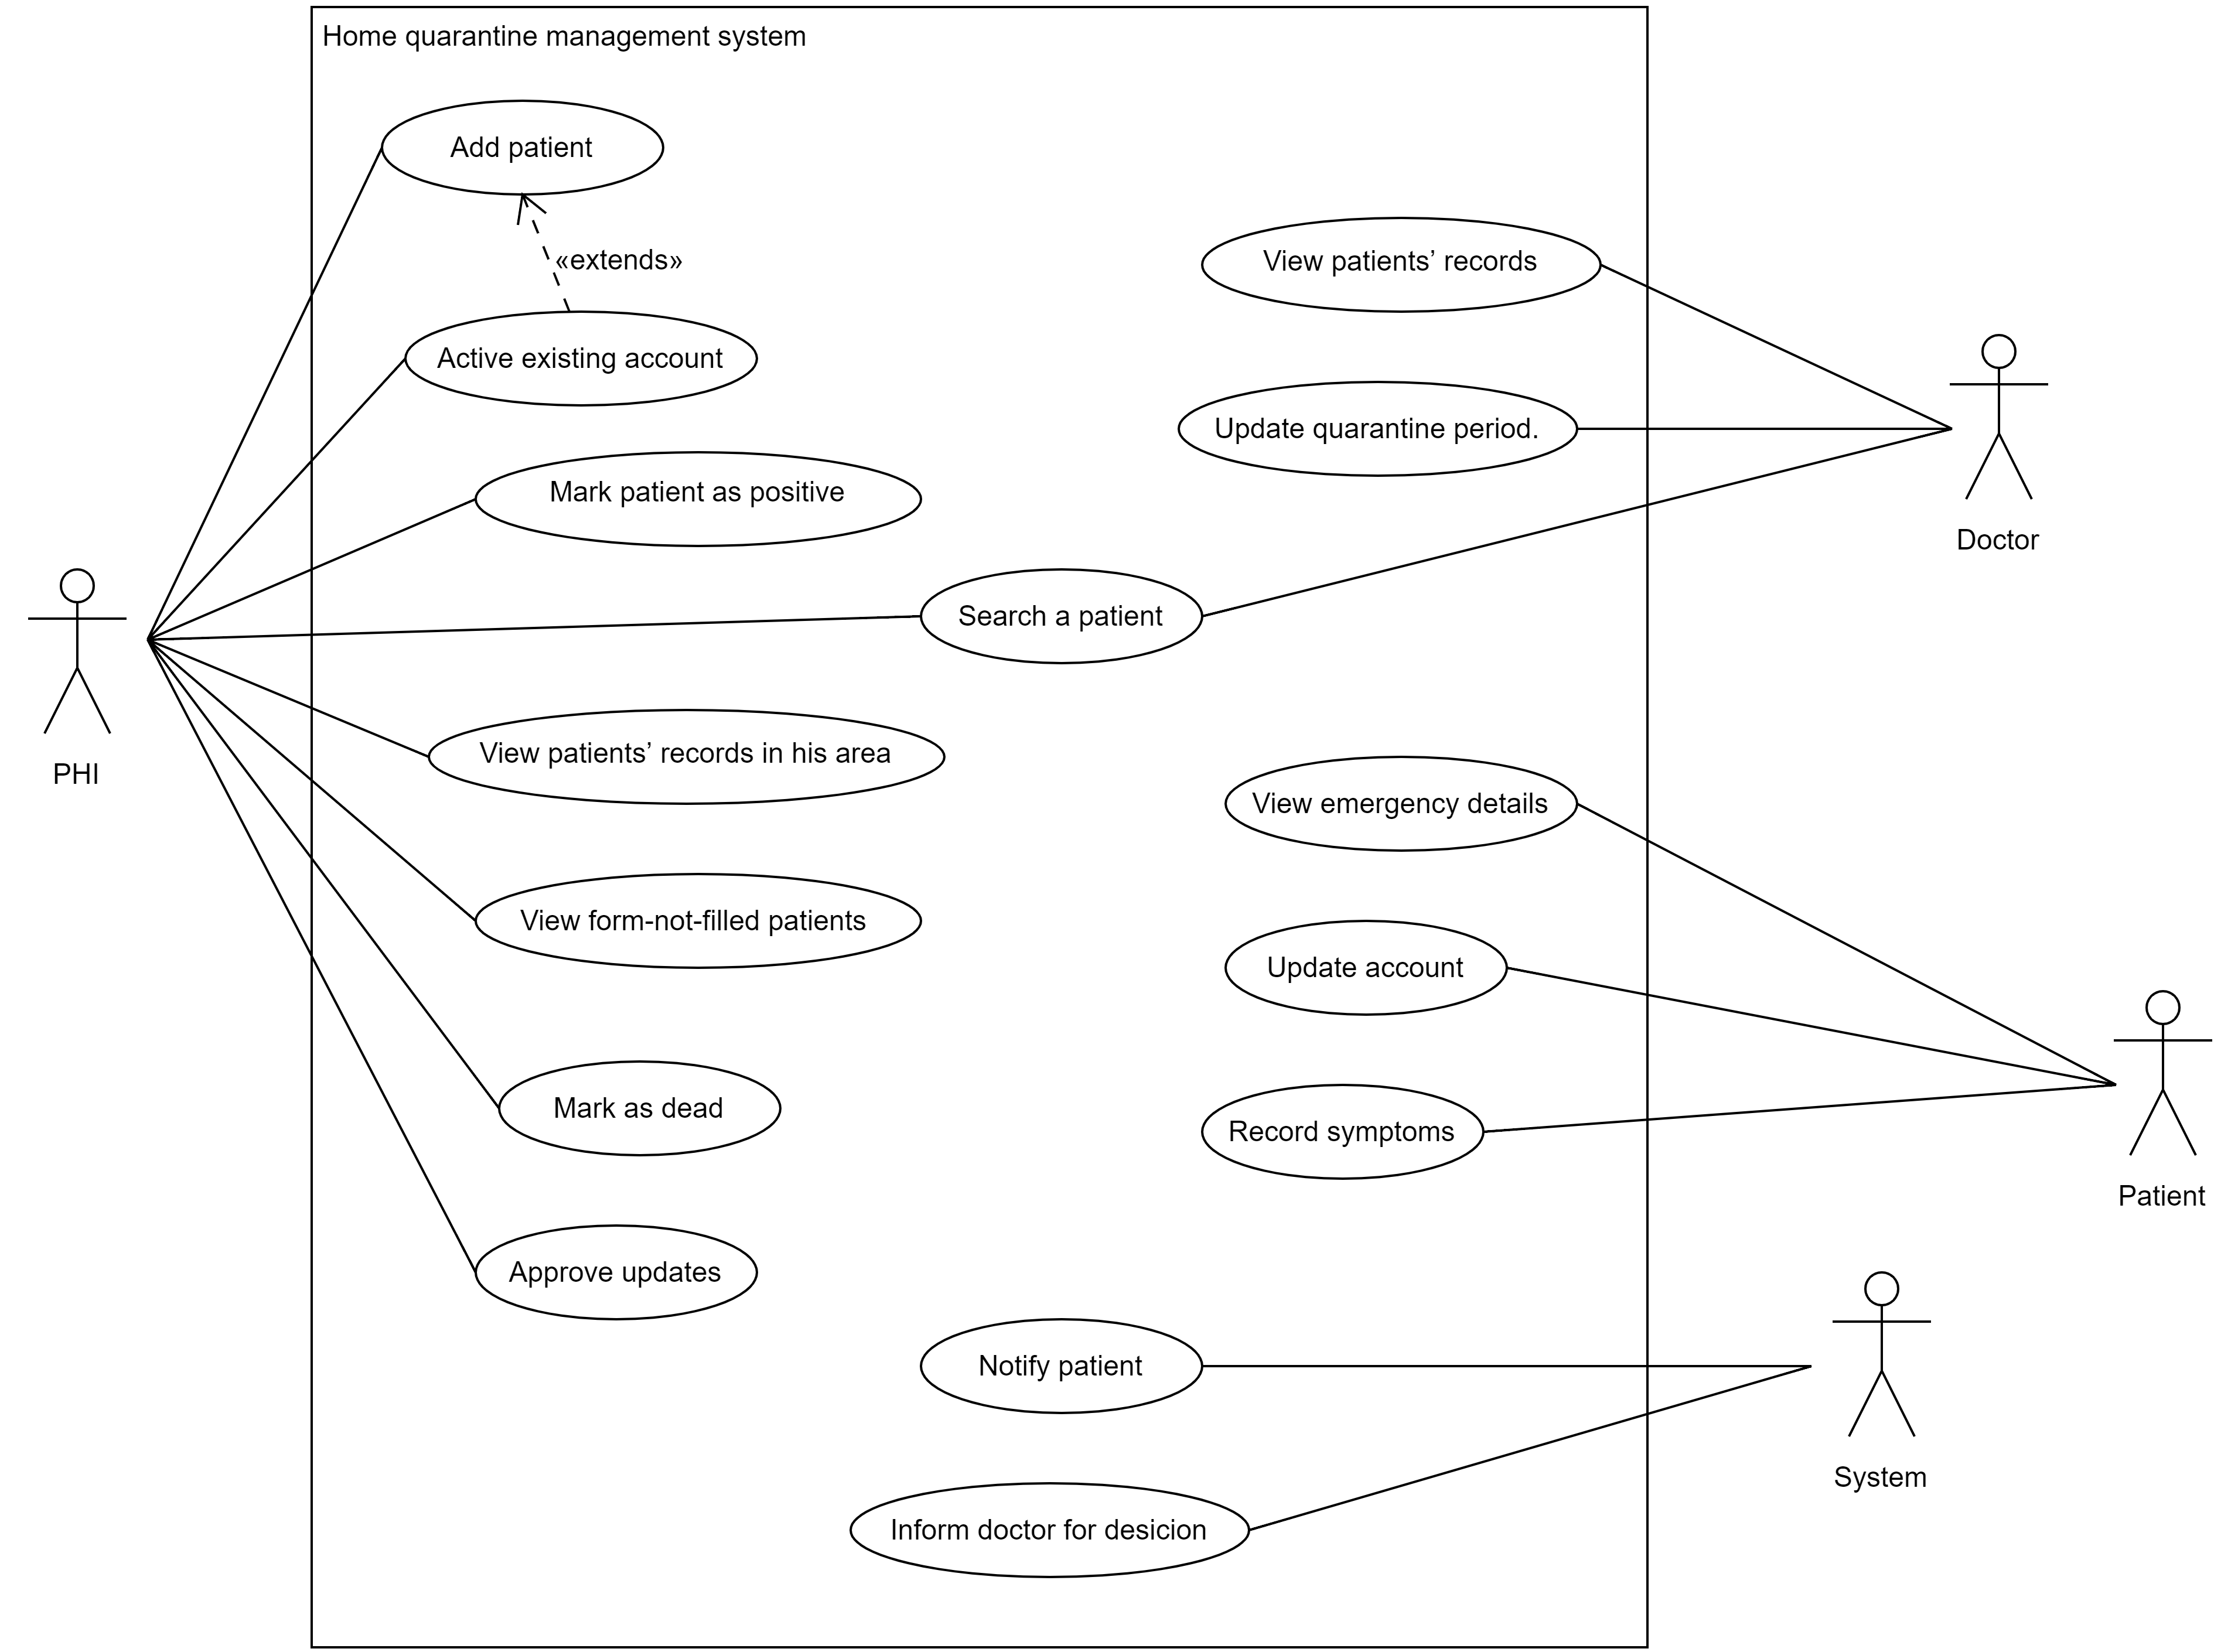 Home quarantine management system
Add patient
«extends»
View patients’ records
Active existing account
Update quarantine period.
Mark patient as positive
Doctor
Search a patient
PHI
View patients’ records in his area
View emergency details
View form-not-filled patients
Update account
Mark as dead
Record symptoms
Patient
Approve updates
Notify patient
System
Inform doctor for desicion